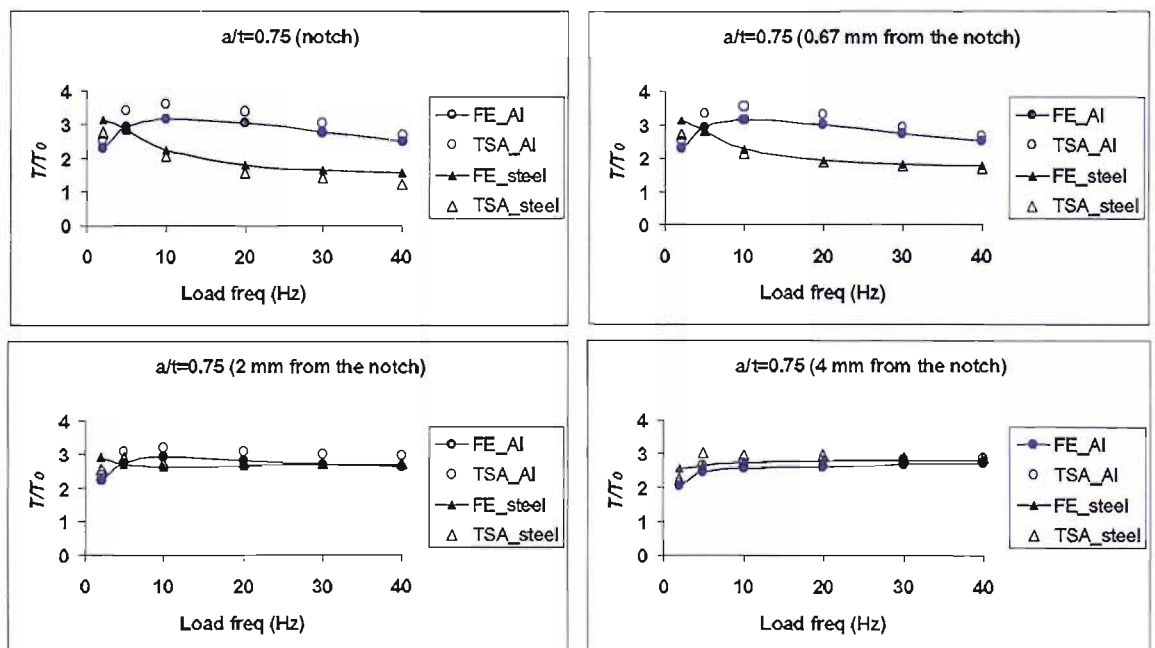 a/t=0.75 (notch)
T/T0
4
3
2
1
0
0 10 20 30 40
Load freq (Hz)
FE_Al
TSA_Al
FE_steel
TSA_steel
a/t=0.75 (0.67 mm from the notch)
T/T0
4
3
2
1
0
0 10 20 30 40
Load freq (Hz)
FE_Al
TSA_Al
FE_steel
TSA_steel
a/t=0.75 (2 mm from the notch)
T/T0
4
3
2
1
0
0 10 20 30 40
Load freq (Hz)
FE_Al
TSA_Al
FE_steel
TSA_steel
a/t=0.75 (4 mm from the notch)
T/T0
4
3
2
1
0
0 10 20 30 40
Load freq (Hz)
FE_Al
TSA_Al
FE_steel
TSA_steel